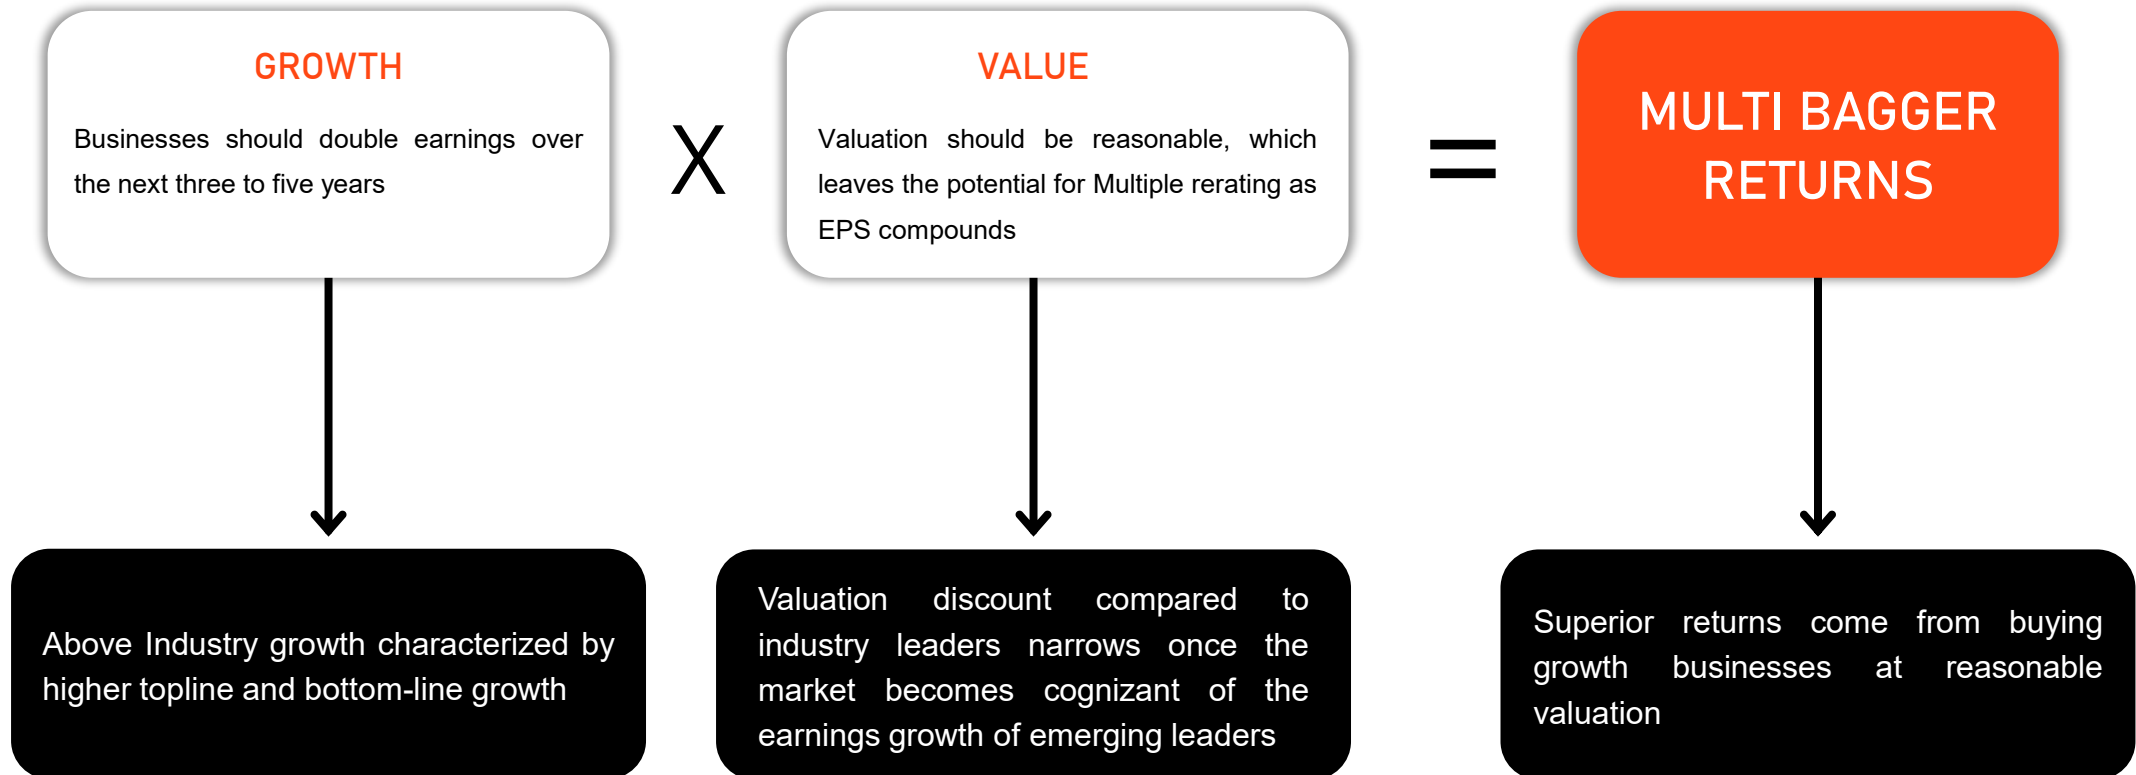 GROWTH
Businesses should double earnings over
the next three to five years
X
VALUE
Valuation should be reasonable, which
leaves the potential for Multiple rerating as
EPS compounds
=
MULTI BAGGER
RETURNS
Above Industry growth characterized by
higher topline and bottom-line growth
Valuation discount compared to
industry leaders narrows once the
market becomes cognizant of the
earnings growth of emerging leaders
Superior returns come from buying
growth businesses at reasonable
valuation